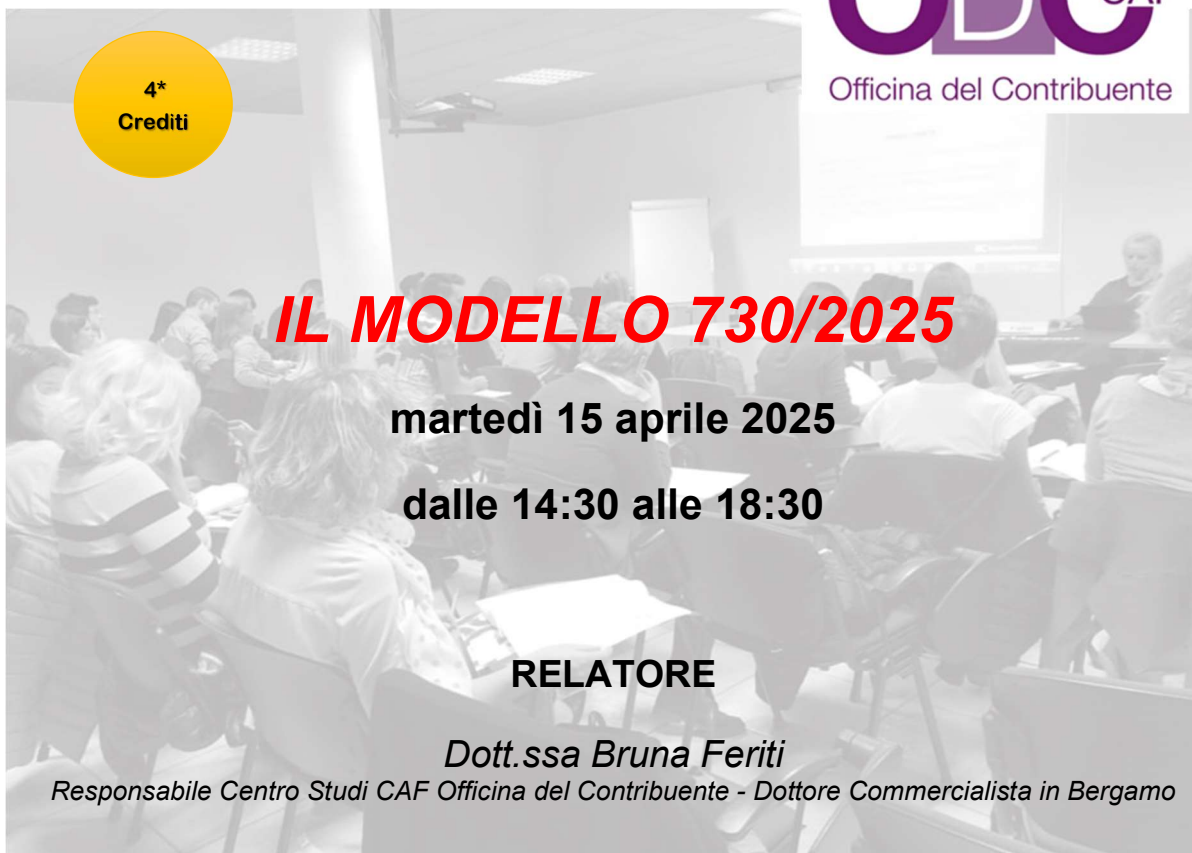 CAF
Officina del Contribuente
4*
Crediti
IL MODELLO 730/2025
martedì 15 aprile 2025
dalle 14:30 alle 18:30
RELATORE
Dott.ssa Bruna Feriti
Responsabile Centro Studi CAF Officina del Contribuente - Dottore Commercialista in Bergamo